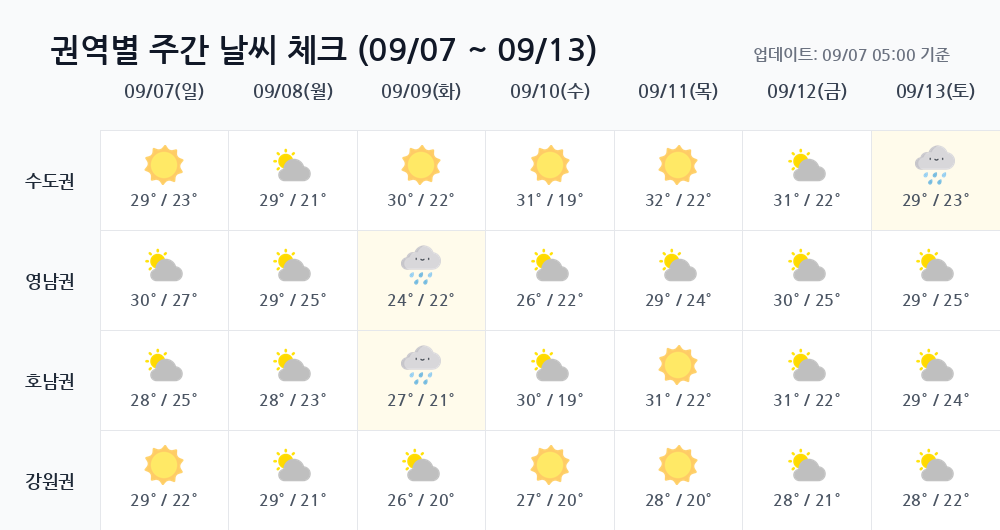 권역별 주간 날씨 체크 (09/07 ~ 09/13)
업데이트: 09/07 05:00 기준
09/07(일) 09/08(월) 09/09(화) 09/10(수) 09/11(목) 09/12(금) 09/13(토)
수도권
29° / 23° 29° / 21° 30° / 22° 31° / 19° 32° / 22° 31° / 22° 29° / 23°
영남권
30° / 27° 29° / 25° 24° / 22° 26° / 22° 29° / 24° 30° / 25° 29° / 25°
호남권
28° / 25° 28° / 23° 27° / 21° 30° / 19° 31° / 22° 31° / 22° 29° / 24°
강원권
29° / 22° 29° / 21° 26° / 20° 27° / 20° 28° / 20° 28° / 21° 28° / 22°